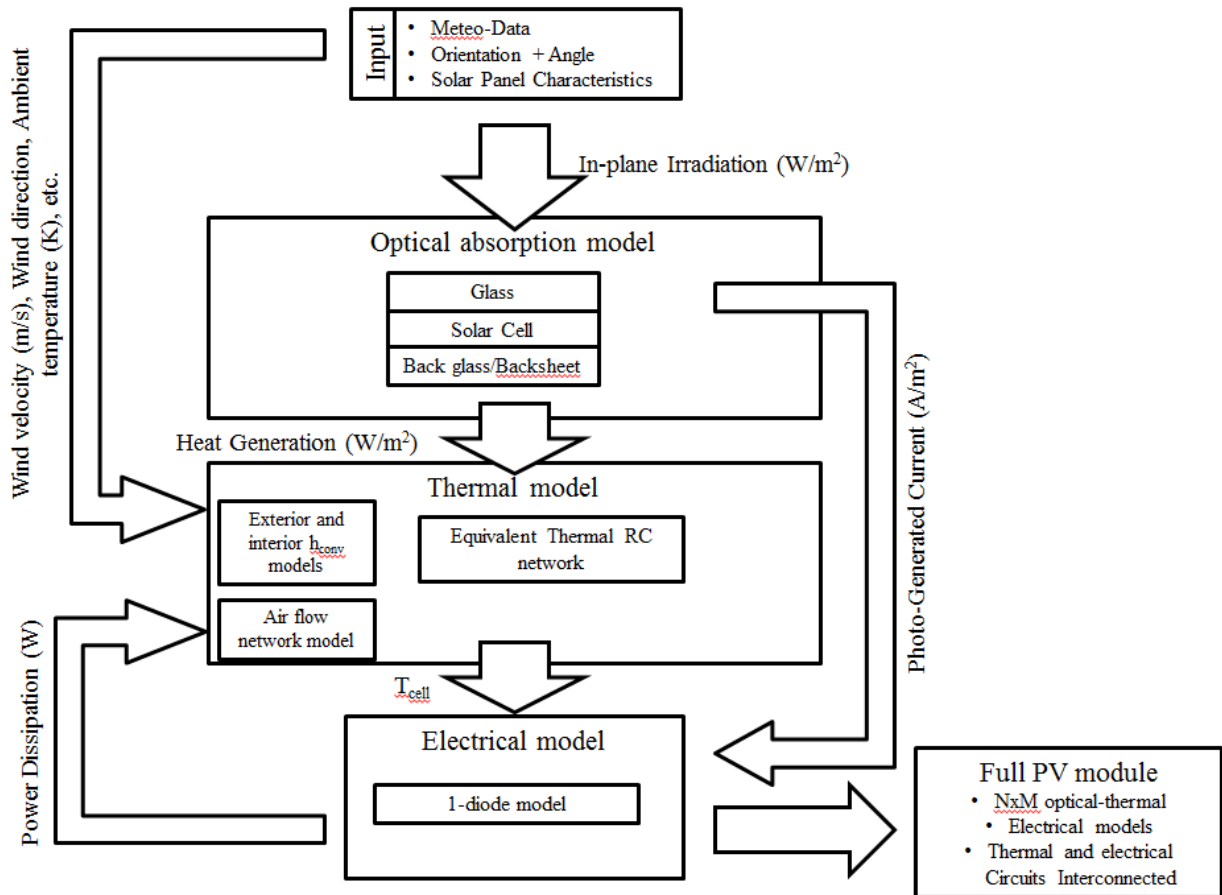 Input
• Meteo-Data
• Orientation + Angle
• Solar Panel Characteristics
Wind velocity (m/s), Wind direction, Ambient
temperature (K), etc.
In-plane Irradiation (W/m²)
Optical absorption model
Glass
Solar Cell
Back glass/Backsheet
Photo-Generated Current (A/m²)
Heat Generation (W/m²)
Thermal model
Exterior and
interior hconv
models
Equivalent Thermal RC
network
Air flow
network model
Power Dissipation (W)
Tcell
Electrical model
1-diode model
Full PV module
• NxM optical-thermal
• Electrical models
• Thermal and electrical
Circuits Interconnected